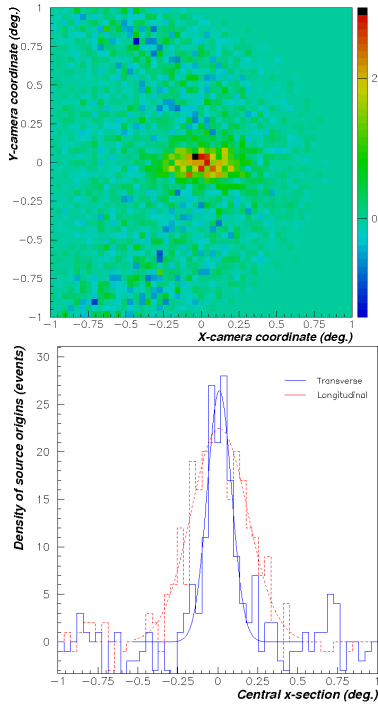 Y-camera coordinate (deg.)
1
0.75
0.5
0.25
0
−0.25
−0.5
−0.75
−1
2
0
−1 −0.75 −0.5 −0.25 0 0.25 0.5 0.75 1
X-camera coordinate (deg.)
Density of source origins (events)
30
25
20
15
10
5
0
Transverse
Longitudinal
−1 −0.75 −0.5 −0.25 0 0.25 0.5 0.75 1
Central x-section (deg.)